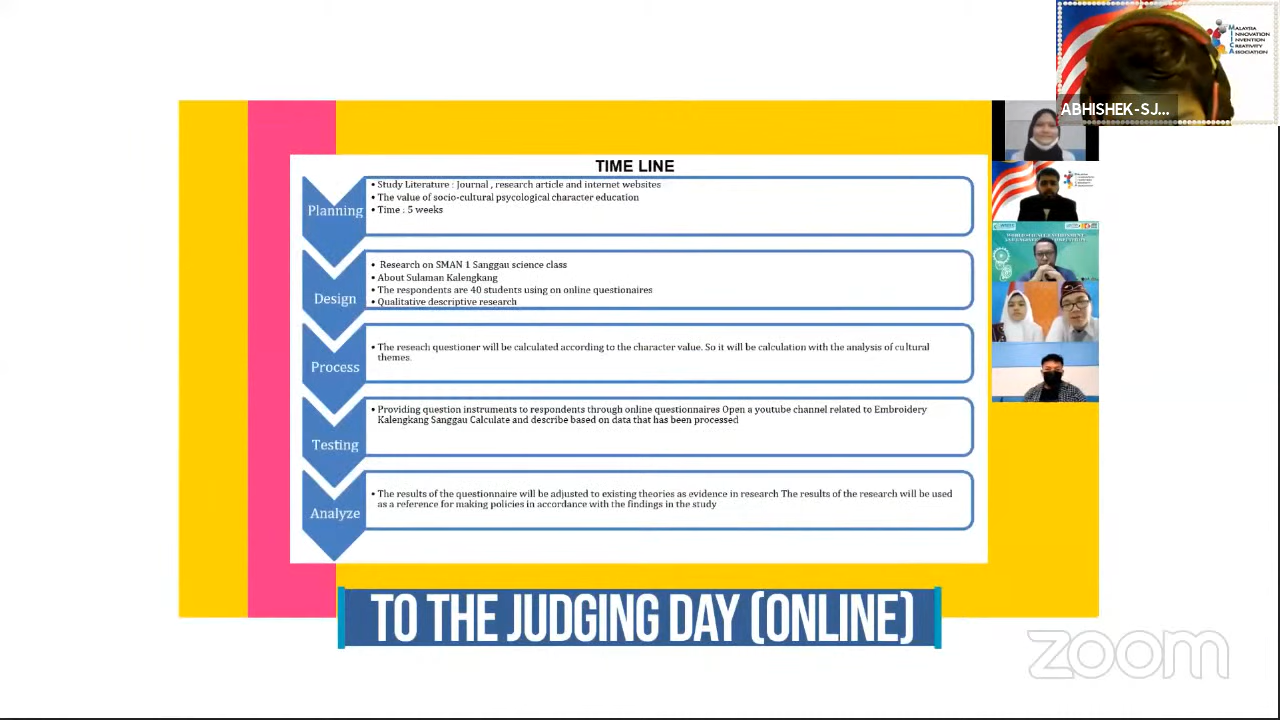 MALAYSIA
INNOVATION
INVENTION
CREATIVITY
ASSOCIATION
ABHISHEK-SJ...
TIME LINE
Planning
• Study Literature : Journal , research article and internet websites
• The value of socio-cultural psycological character education
• Time : 5 weeks
Design
• Research on SMAN 1 Sanggau science class
• About Sulaman Kalengkang
• The respondents are 40 students using on online questionaires
• Qualitative descriptive research
Process
• The reseach questioner will be calculated according to the character value. So it will be calculation with the analysis of cultural
themes.
Testing
• Providing question instruments to respondents through online questionnaires Open a youtube channel related to Embroidery
Kalengkang Sanggau Calculate and describe based on data that has been processed
Analyze
• The results of the questionnaire will be adjusted to existing theories as evidence in research The results of the research will be used
as a reference for making policies in accordance with the findings in the study
TO THE JUDGING DAY (ONLINE)
zoom